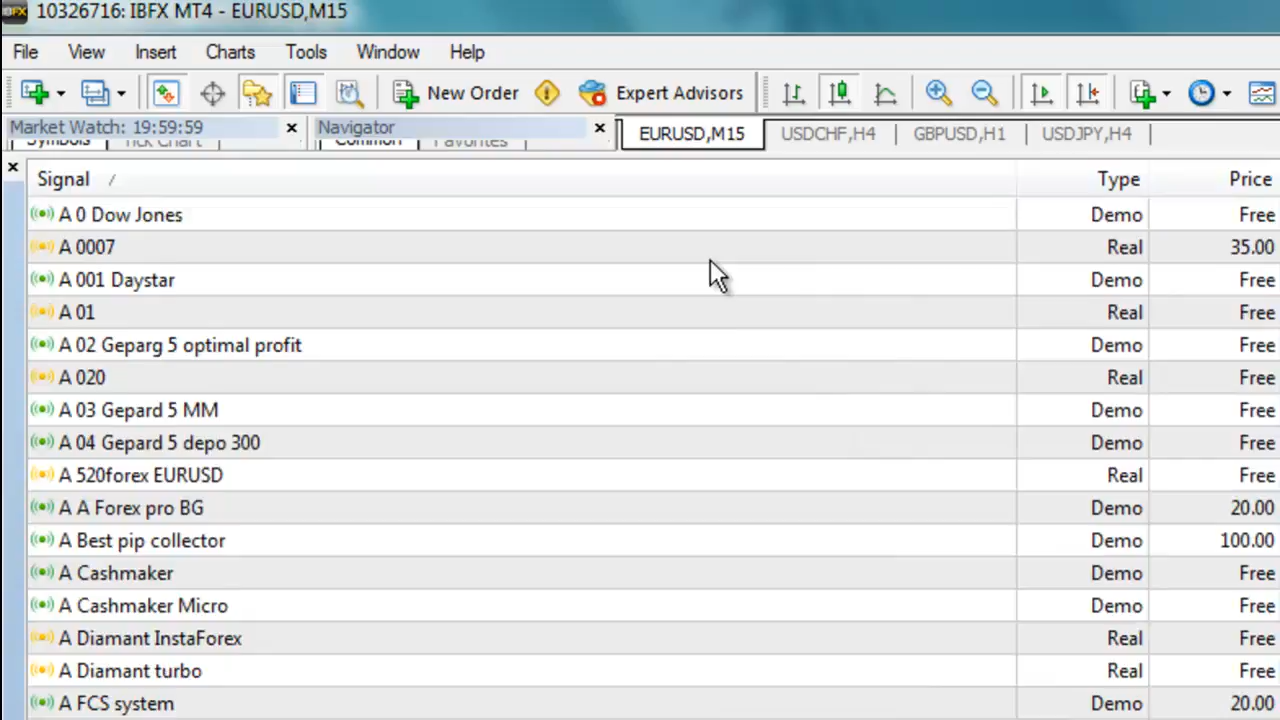 10326716: IBFX MT4 - EURUSD,M15
File View Insert Charts Tools Window Help
New Order Expert Advisors
Market Watch: 19:59:59 Navigator EURUSD,M15 USDCHF,H4 GBPUSD,H1 USDJPY,H4
Symbols Tick Chart Common Favorites
Signal / Type Price
A 0 Dow Jones Demo Free
A 0007 Real 35.00
A 001 Daystar Demo Free
A 01 Real Free
A 02 Geparg 5 optimal profit Demo Free
A 020 Real Free
A 03 Gepard 5 MM Demo Free
A 04 Gepard 5 depo 300 Demo Free
A 520forex EURUSD Real Free
A A Forex pro BG Demo 20.00
A Best pip collector Demo 100.00
A Cashmaker Demo Free
A Cashmaker Micro Demo Free
A Diamant InstaForex Real Free
A Diamant turbo Real Free
A FCS system Demo 20.00